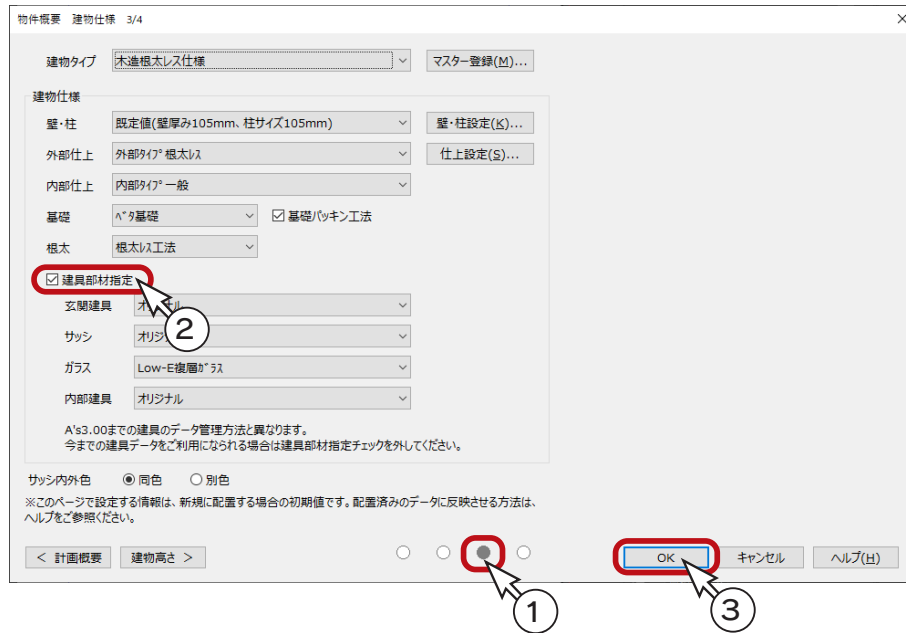 物件概要 建物仕様 3/4
建物タイプ 木造根太レス仕様 マスター登録(M)...
建物仕様
壁・柱 既定値(壁厚み105mm、柱サイズ105mm) 壁・柱設定(K)...
外部仕上 外部ﾀｲﾌﾟ根太ﾚｽ 仕上設定(S)...
内部仕上 内部ﾀｲﾌﾟ一般
基礎 ﾍﾞﾀ基礎 基礎パッキン工法
根太 根太ﾚｽ工法
建具部材指定
玄関建具
2
サッシ
ガラス Low-E複層ｶﾞﾗｽ
内部建具 オリジナル
A's3.00までの建具のデータ管理方法と異なります。
今までの建具データをご利用になられる場合は建具部材指定チェックを外してください。
サッシ内外色 同色 別色
※このページで設定する情報は、新規に配置する場合の初期値です。配置済みのデータに反映させる方法は、
ヘルプをご参照ください。
< 計画概要 建物高さ > OK キャンセル ヘルプ(H)
1 3